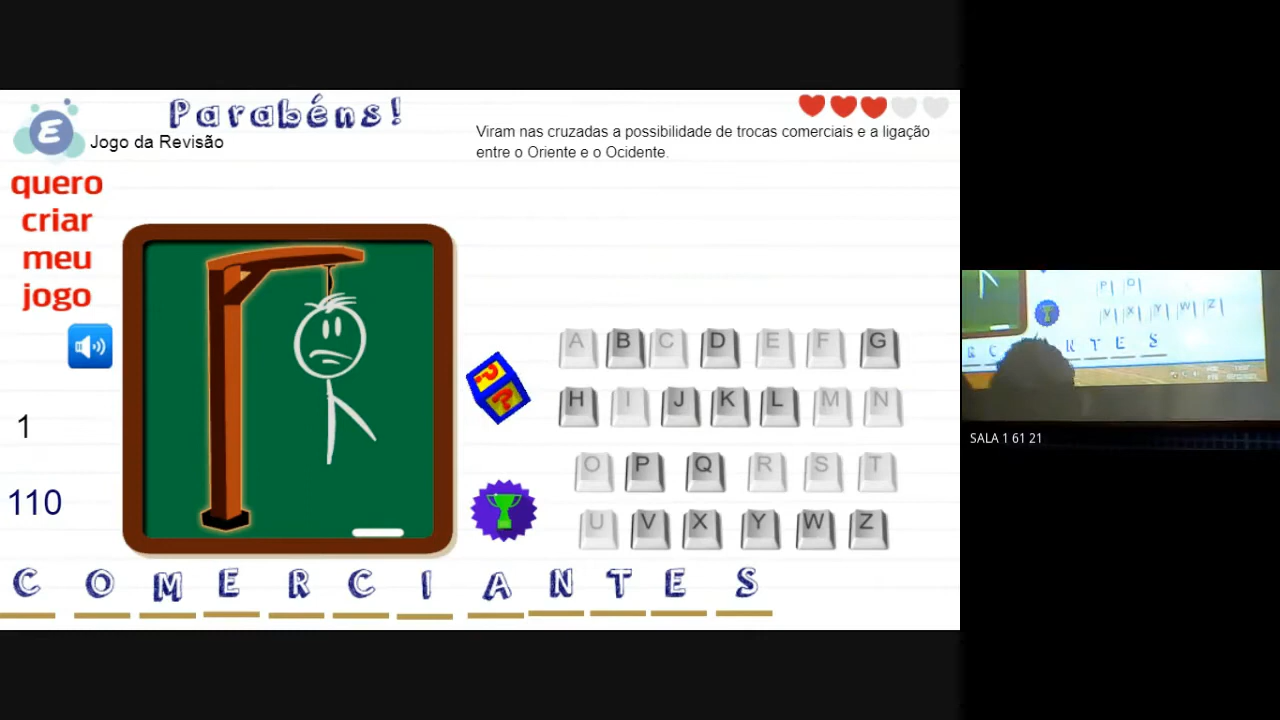 Parabéns!
E
Jogo da Revisão
Viram nas cruzadas a possibilidade de trocas comerciais e a ligação
entre o Oriente e o Ocidente.
quero
criar
meu
jogo
1
110
? ?
A B C D E F G
H I J K L M N
O P Q R S T
U V X Y W Z
C O M E R C I A N T E S
P O
V X Y W Z
R C R T E S
SALA 1 61 21